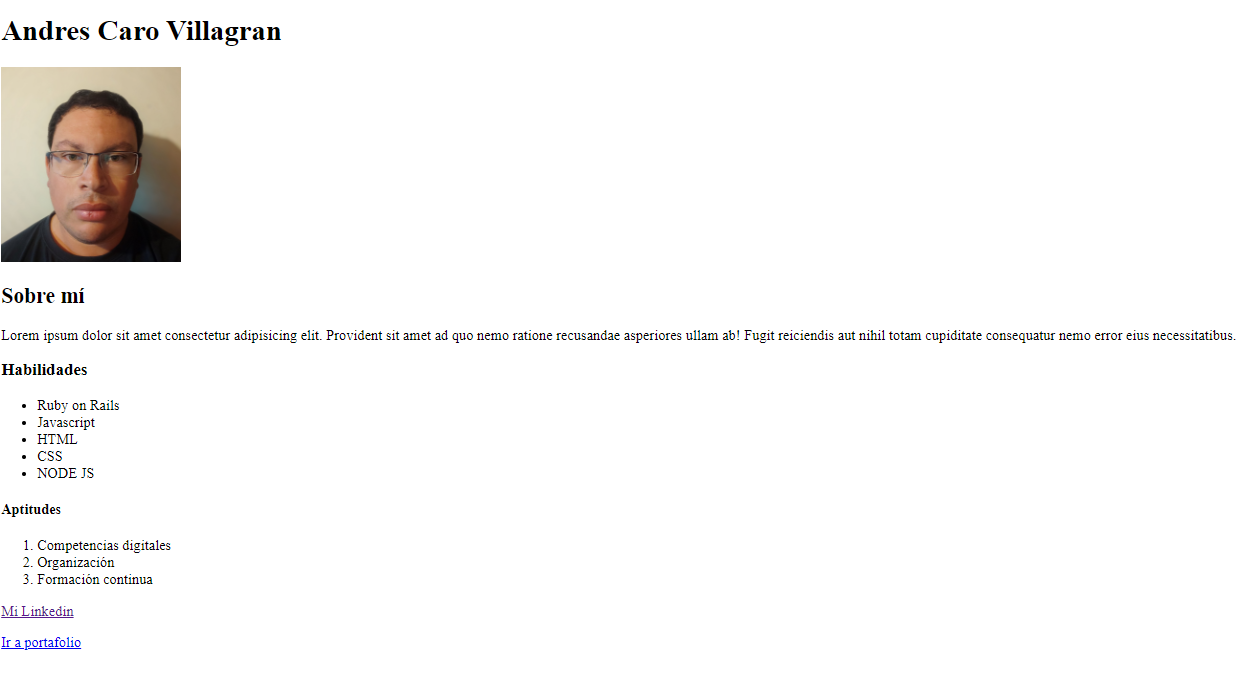 Andres Caro Villagran
Sobre mí
Lorem ipsum dolor sit amet consectetur adipisicing elit. Provident sit amet ad quo nemo ratione recusandae asperiores ullam ab! Fugit reiciendis aut nihil totam cupiditate consequatur nemo error eius necessitatibus.
Habilidades
• Ruby on Rails
• Javascript
• HTML
• CSS
• NODE JS
Aptitudes
1. Competencias digitales
2. Organización
3. Formación continua
Mi Linkedin
Ir a portafolio